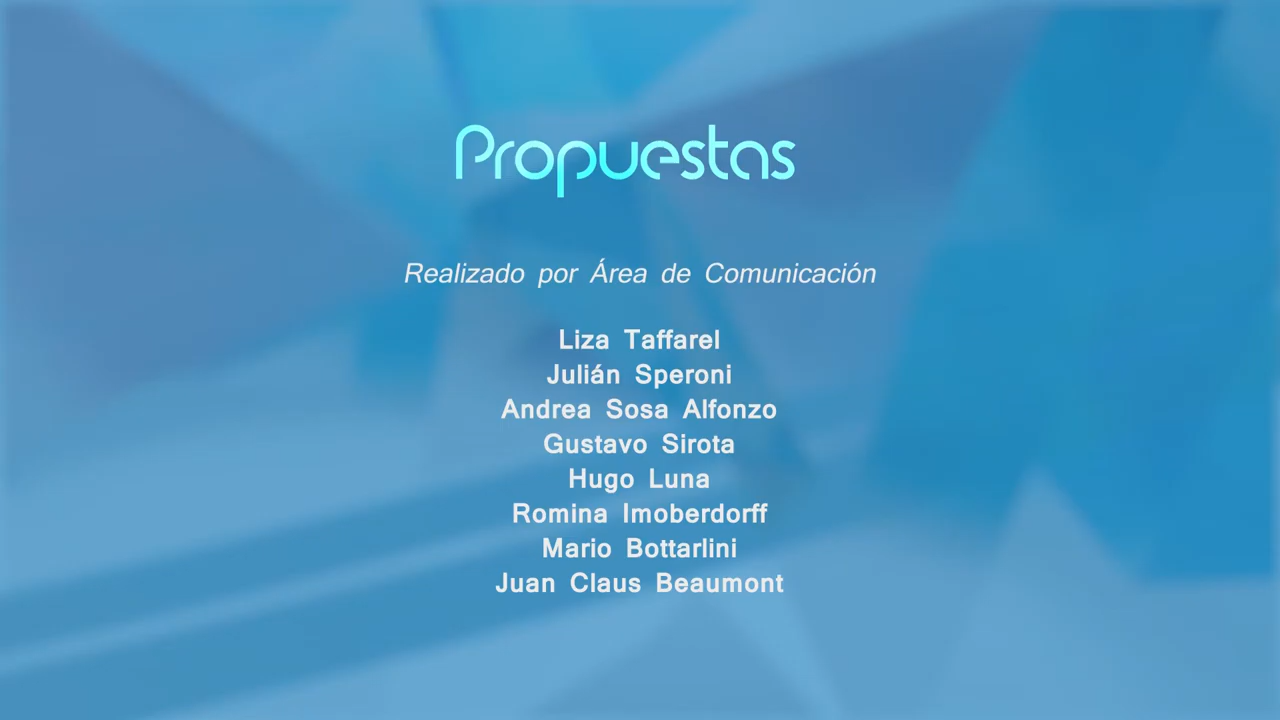 Propuestas
Realizado por Área de Comunicación
Liza Taffarel
Julián Speroni
Andrea Sosa Alfonzo
Gustavo Sirota
Hugo Luna
Romina Imoberdorff
Mario Bottarlini
Juan Claus Beaumont